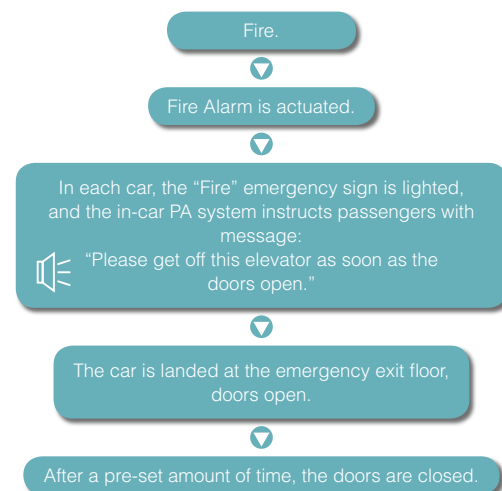 Fire.
Fire Alarm is actuated.
In each car, the “Fire” emergency sign is lighted,
and the in-car PA system instructs passengers with
message:
“Please get off this elevator as soon as the
doors open.”
The car is landed at the emergency exit floor,
doors open.
After a pre-set amount of time, the doors are closed.